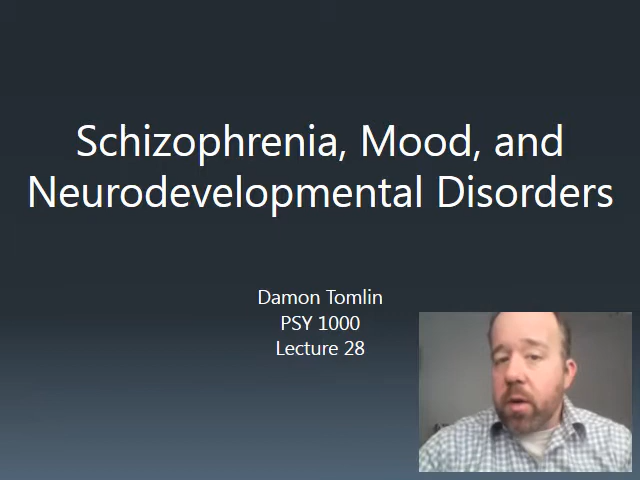 Schizophrenia, Mood, and
Neurodevelopmental Disorders
Damon Tomlin
PSY 1000
Lecture 28